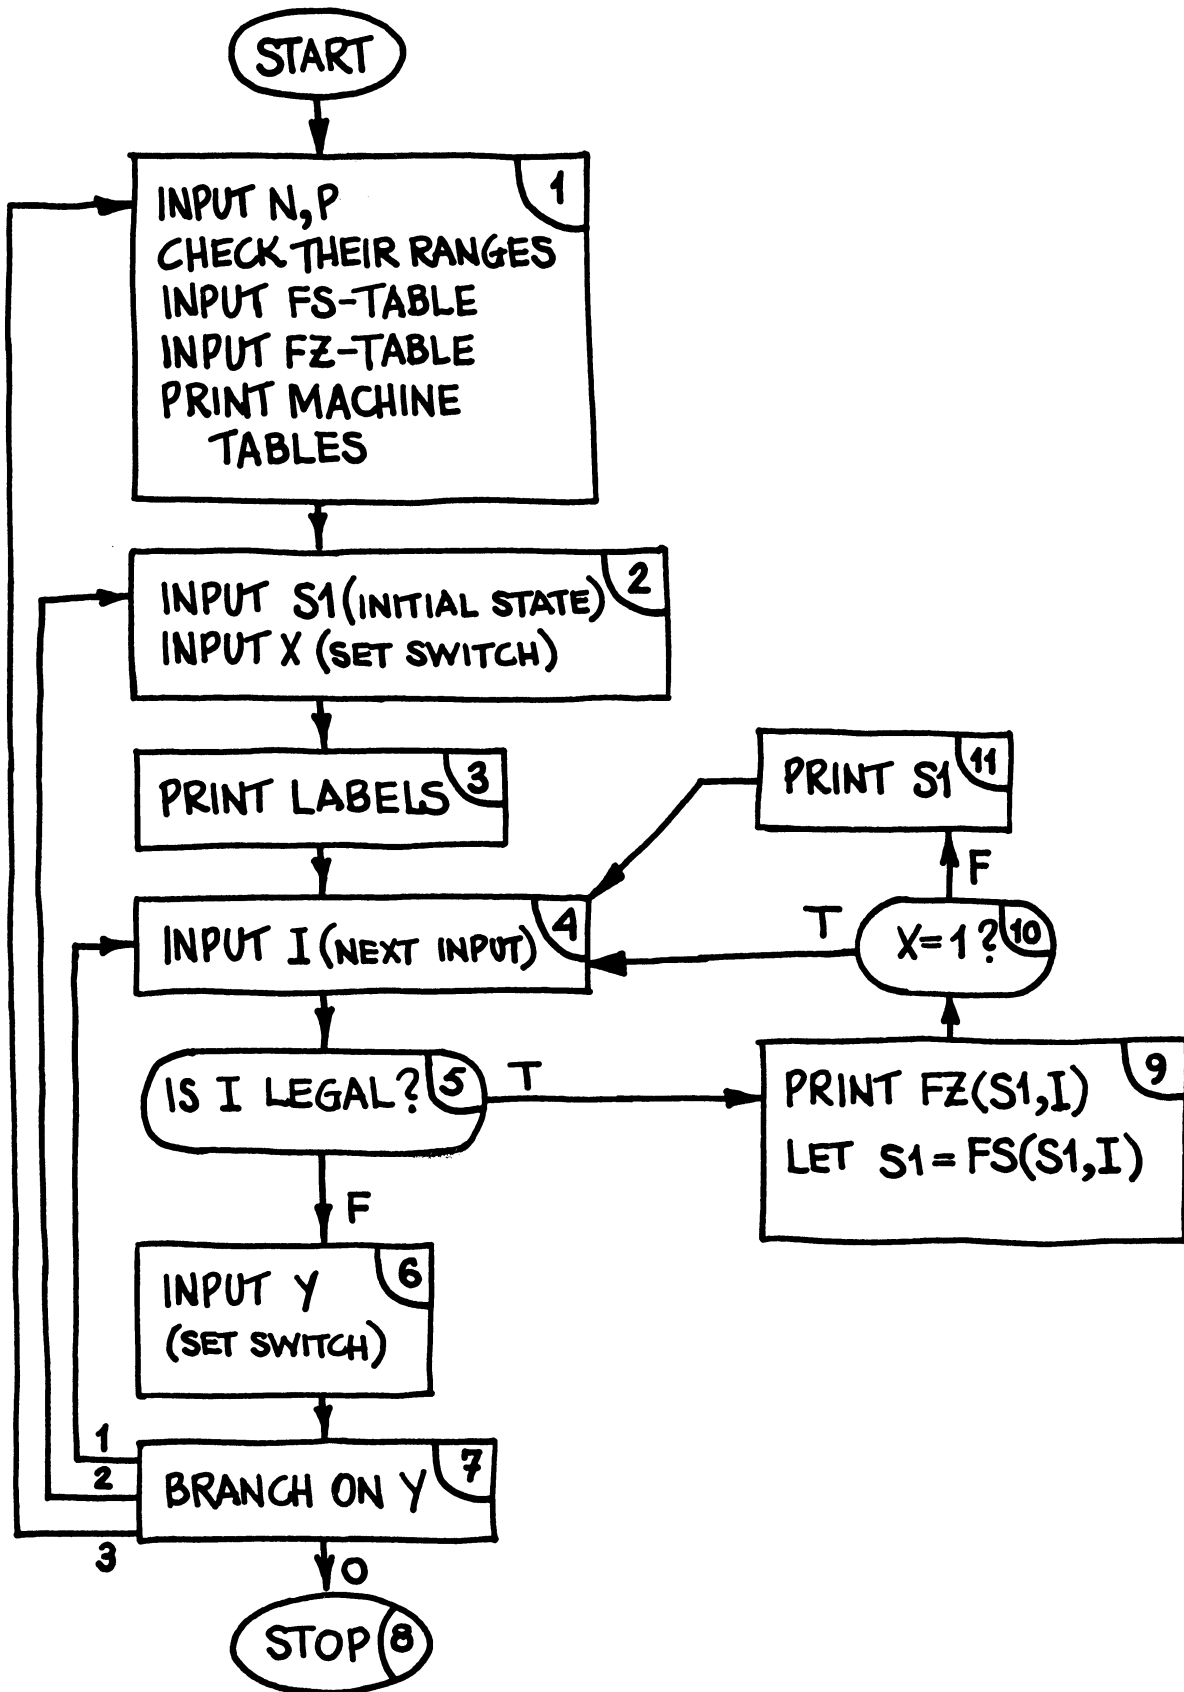 START
1
INPUT N,P
CHECK THEIR RANGES
INPUT FS-TABLE
INPUT FZ-TABLE
PRINT MACHINE
TABLES
2
INPUT S1 (INITIAL STATE)
INPUT X (SET SWITCH)
3
PRINT LABELS
11
PRINT S1
F
4
INPUT I (NEXT INPUT)
T
X=1?
10
IS I LEGAL?
5
T
9
PRINT FZ(S1,I)
LET S1=FS(S1,I)
F
6
INPUT Y
(SET SWITCH)
1
2
3
7
BRANCH ON Y
0
STOP
8